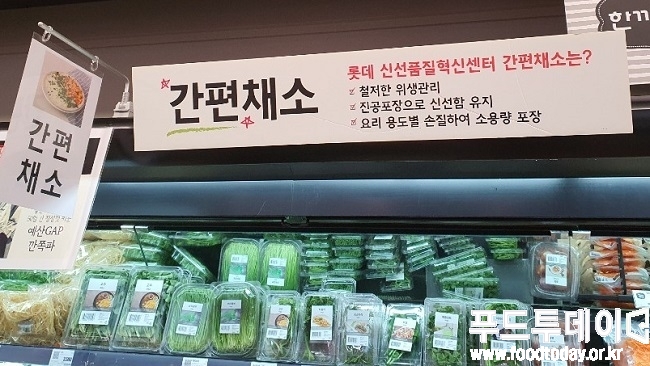 간편
채소
간편채소
롯데 신선품질혁신센터 간편채소는?
철저한 위생관리
진공포장으로 신선함 유지
요리 용도별 손질하여 소용량 포장
한끼
예산GAP
깐쪽파
푸드투데이
www.foodtoday.or.kr